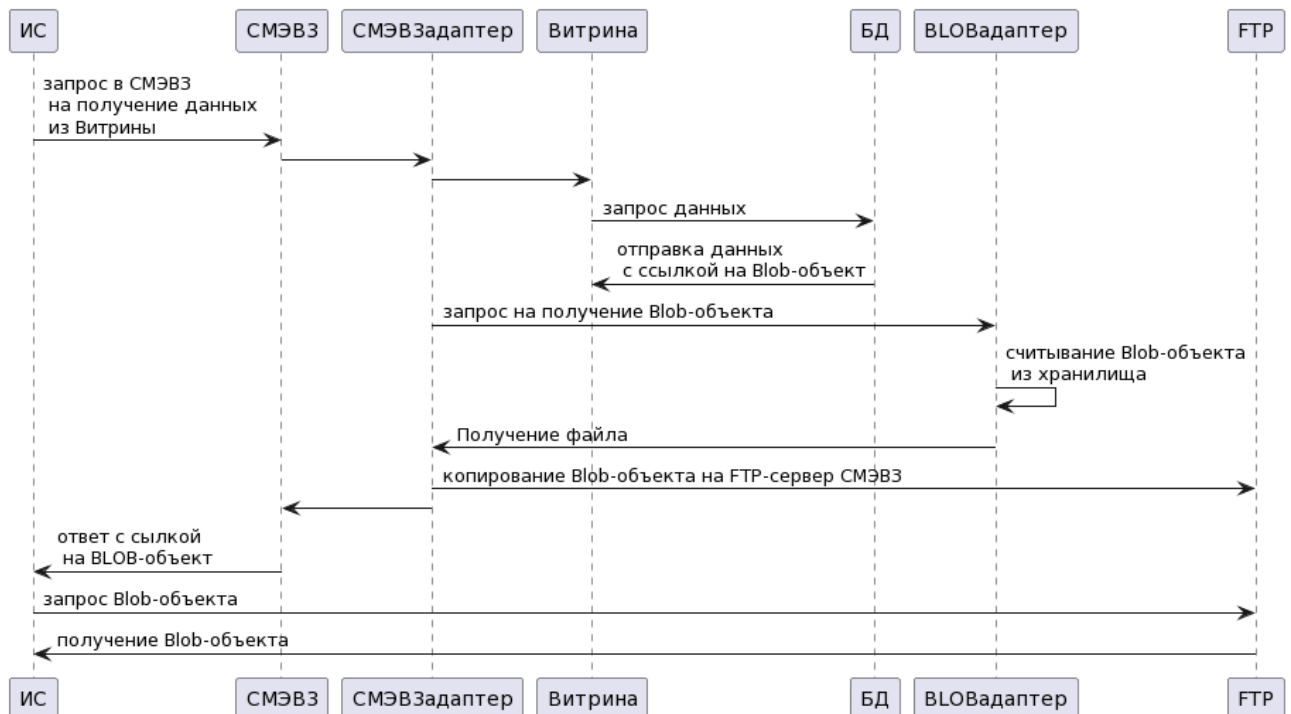 ИС СМЭВ3 СМЭВ3адаптер Витрина БД BLOBадаптер FTP
запрос в СМЭВ3
на получение данных
из Витрины
запрос данных
отправка данных
с ссылкой на Blob-объект
запрос на получение Blob-объекта
считывание Blob-объекта
из хранилища
Получение файла
копирование Blob-объекта на FTP-сервер СМЭВ3
ответ с сылкой
на BLOB-объект
запрос Blob-объекта
получение Blob-объекта
ИС СМЭВ3 СМЭВ3адаптер Витрина БД BLOBадаптер FTP